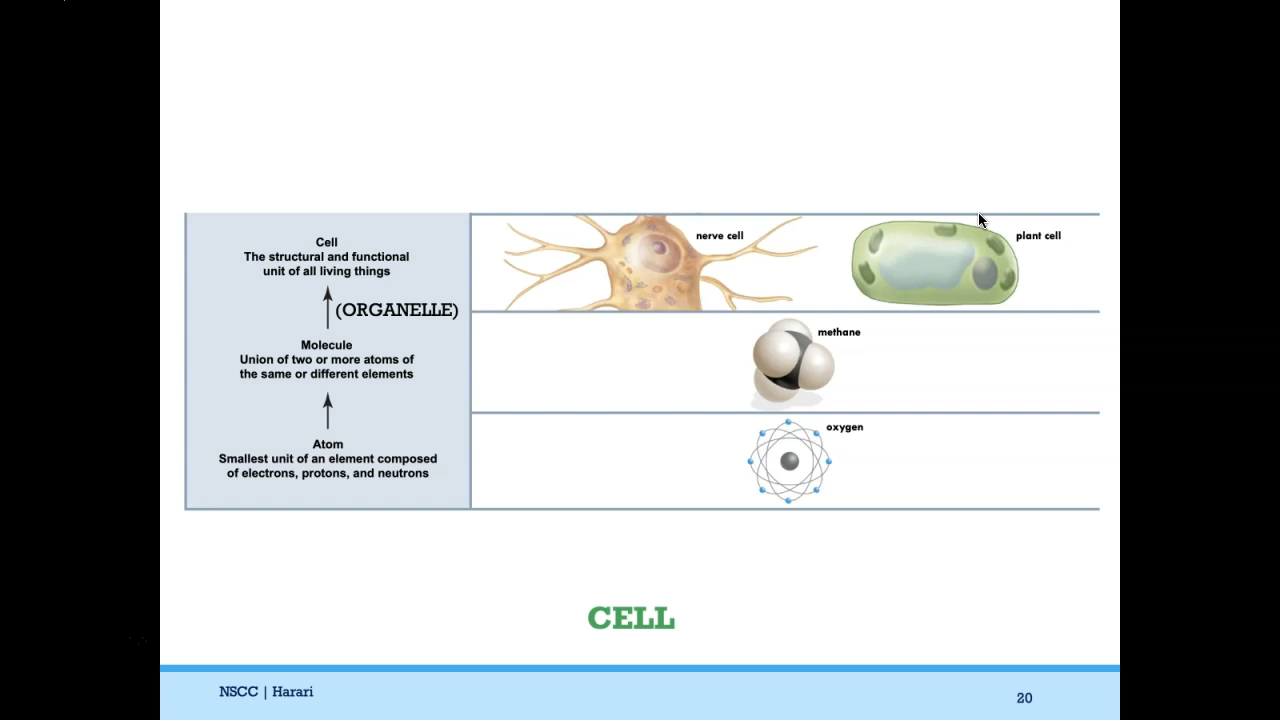 Cell
The structural and functional
unit of all living things
(ORGANELLE)
Molecule
Union of two or more atoms of
the same or different elements
Atom
Smallest unit of an element composed
of electrons, protons, and neutrons
nerve cell
plant cell
methane
oxygen
CELL
NSCC | Harari
20